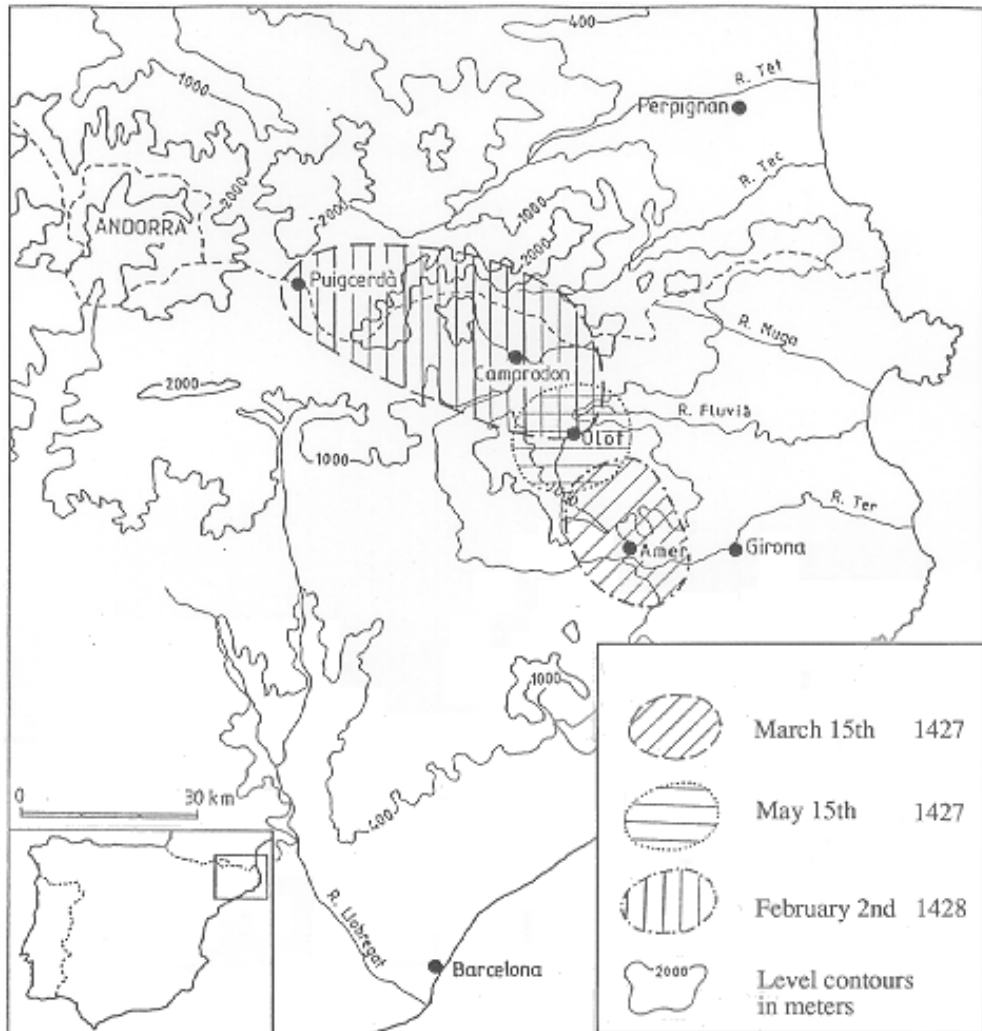 400
R. Têt
1000
Perpignan
R. Tec
2000
ANDORRA
2000
1000
2000
Puigcerdà
R. Muga
Camprodon
2000
R. Fluvià
Olot
1000
R. Ter
Amer
Girona
1000
0 30 km
400
R. Llobregat
Barcelona
March 15th 1427
May 15th 1427
February 2nd 1428
2000
Level contours
in meters